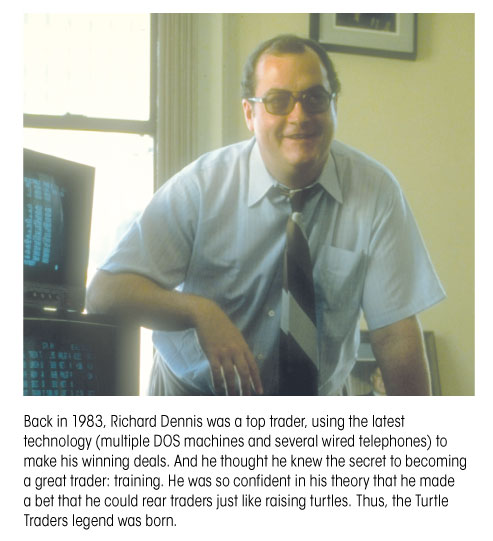 Back in 1983, Richard Dennis was a top trader, using the latest
technology (multiple DOS machines and several wired telephones) to
make his winning deals. And he thought he knew the secret to becoming
a great trader: training. He was so confident in his theory that he made
a bet that he could rear traders just like raising turtles. Thus, the Turtle
Traders legend was born.